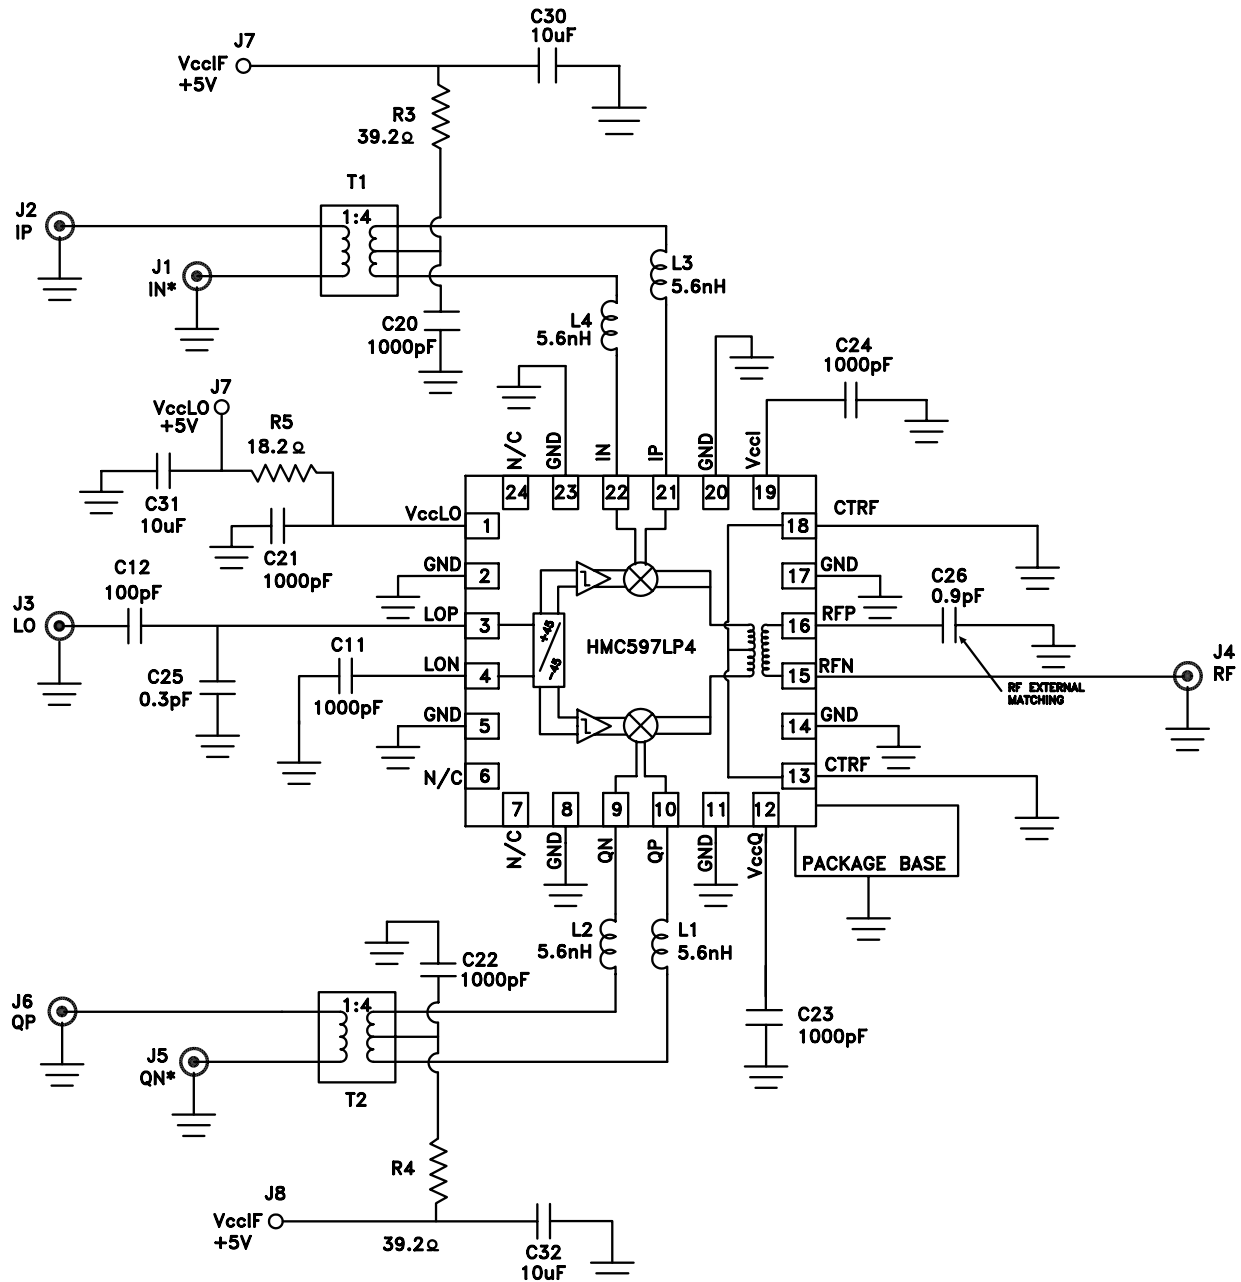 C30
10uF
J7
VccIF
+5V
R3
39.2Ω
T1
1:4
J2
IP
J1
IN*
L3
5.6nH
L4
5.6nH
C20
1000pF
C24
1000pF
J7
VccLO
+5V
R5
18.2Ω
C31
10uF
C21
1000pF
N/C
GND
IN
IP
GND
VccI
24
23
22
21
20
19
VccLO
1
18
CTRF
GND
2
17
GND
C12
100pF
C26
0.9pF
J3
LO
LOP
3
+45
-45
HMC597LP4
16
RFP
C11
1000pF
LON
4
15
RFN
J4
RF
RF EXTERNAL
MATCHING
C25
0.3pF
GND
5
14
GND
N/C
6
13
CTRF
7
8
9
10
11
12
N/C
GND
QN
QP
GND
VccQ
PACKAGE BASE
L2
5.6nH
L1
5.6nH
C22
1000pF
J6
QP
1:4
C23
1000pF
J5
QN*
T2
R4
J8
VccIF
+5V
39.2Ω
C32
10uF